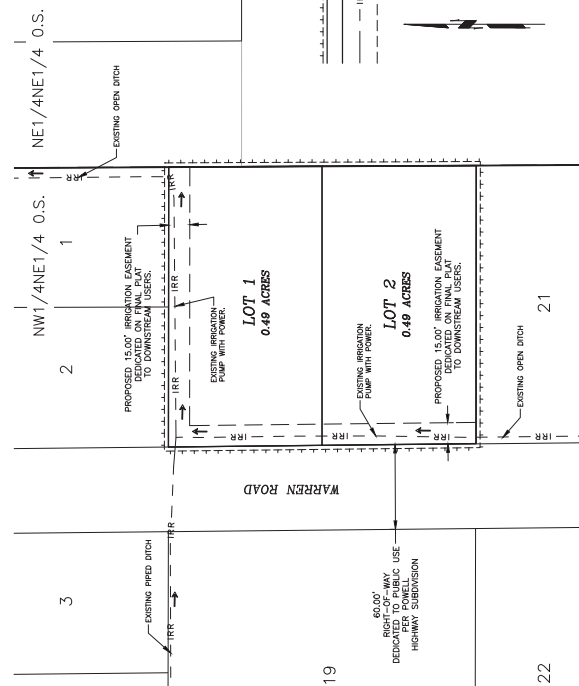 NW1/4NE1/4 O.S.
NE1/4NE1/4 O.S.
EXISTING OPEN DITCH
IRR
1
2
3
PROPOSED 15.00' IRRIGATION EASEMENT
DEDICATED ON FINAL PLAT
TO DOWNSTREAM USERS.
IRR
IRR
IRR
EXISTING IRRIGATION
PUMP WITH POWER.
LOT 1
0.49 ACRES
LOT 2
0.49 ACRES
EXISTING IRRIGATION
PUMP WITH POWER.
PROPOSED 15.00' IRRIGATION EASEMENT
DEDICATED ON FINAL PLAT
TO DOWNSTREAM USERS.
IRR
IRR
IRR
IRR
IRR
EXISTING OPEN DITCH
21
WARREN ROAD
EXISTING PIPED DITCH
IRR
IRR
60.00'
RIGHT-OF-WAY
DEDICATED TO PUBLIC USE
PER POWELL
HIGHWAY SUBDIVISION
19
22